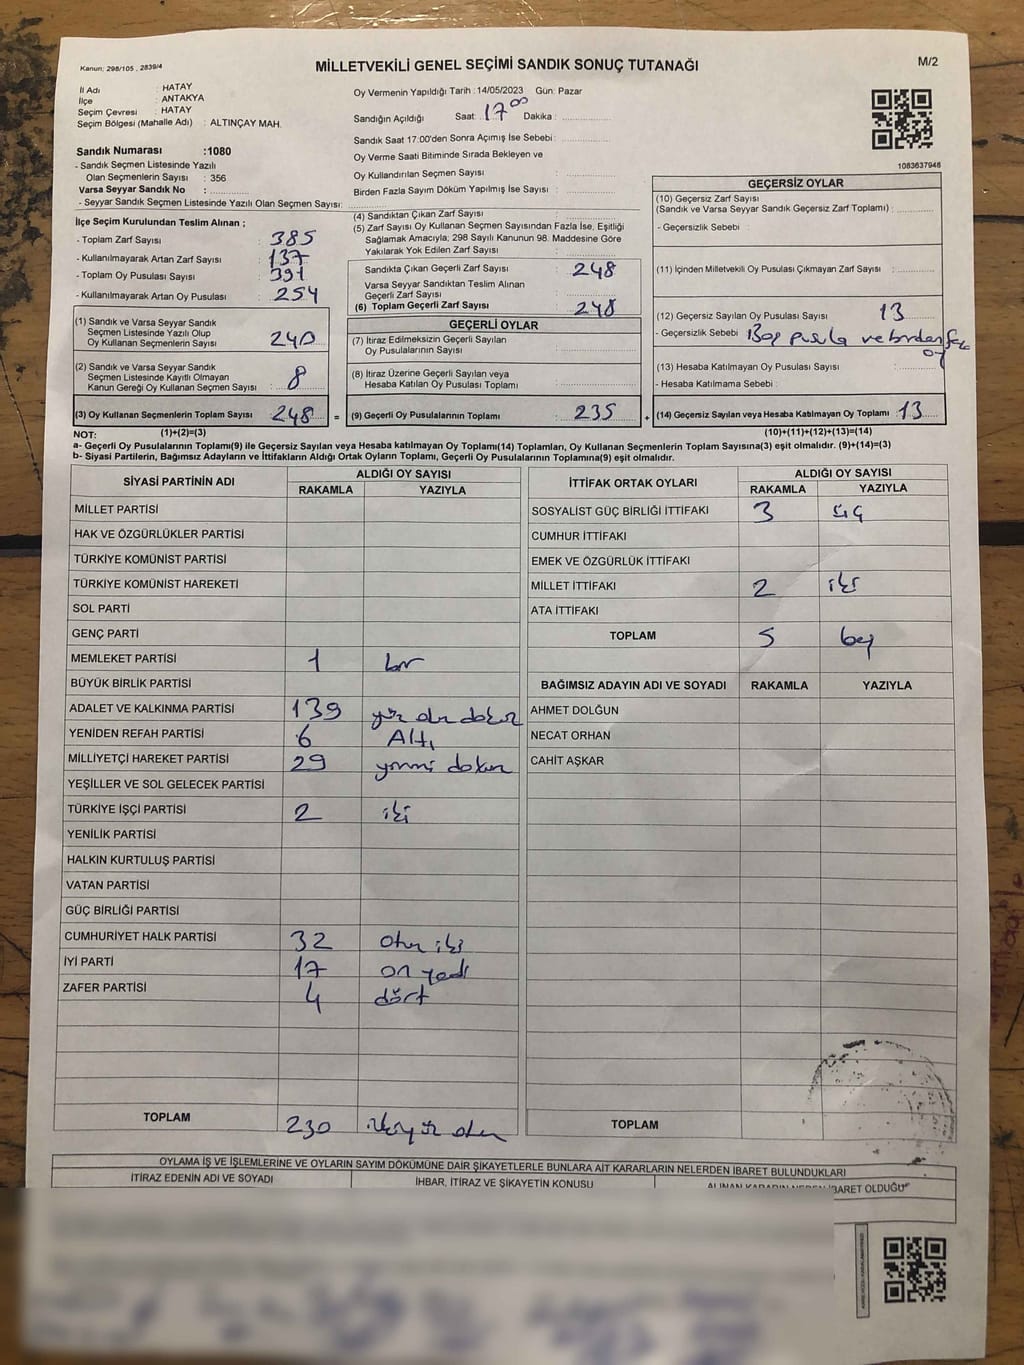 Kanun: 298/105 , 2839/4
MİLLETVEKİLİ GENEL SEÇİMİ SANDIK SONUÇ TUTANAĞI
M/2
İl Adı : HATAY
İlçe : ANTAKYA
Seçim Çevresi : HATAY
Seçim Bölgesi (Mahalle Adı) : ALTINÇAY MAH.
Sandık Numarası :1080
- Sandık Seçmen Listesinde Yazılı
Olan Seçmenlerin Sayısı : 356
Varsa Seyyar Sandık No :
- Seyyar Sandık Seçmen Listesinde Yazılı Olan Seçmen Sayısı:
Oy Vermenin Yapıldığı Tarih : 14/05/2023 Gün: Pazar
Sandığın Açıldığı Saat : 17 00 Dakika :
Sandık Saat 17:00'den Sonra Açılmış İse Sebebi :
Oy Verme Saati Bitiminde Sırada Bekleyen ve
Oy Kullandırılan Seçmen Sayısı :
Birden Fazla Sayım Döküm Yapılmış İse Sayısı :
1083637948
İlçe Seçim Kurulundan Teslim Alınan ;
- Toplam Zarf Sayısı : 385
- Kullanılmayarak Artan Zarf Sayısı : 137
- Toplam Oy Pusulası Sayısı : 391
- Kullanılmayarak Artan Oy Pusulası : 254
(1) Sandık ve Varsa Seyyar Sandık
Seçmen Listesinde Yazılı Olup
Oy Kullanan Seçmenlerin Sayısı : 240
(2) Sandık ve Varsa Seyyar Sandık
Seçmen Listesinde Kayıtlı Olmayan
Kanun Gereği Oy Kullanan Seçmen Sayısı : 8
(3) Oy Kullanan Seçmenlerin Toplam Sayısı : 248 =
(1)+(2)=(3)
(4) Sandıktan Çıkan Zarf Sayısı :
(5) Zarf Sayısı Oy Kullanan Seçmen Sayısından Fazla İse, Eşitliği
Sağlamak Amacıyla; 298 Sayılı Kanunun 98. Maddesine Göre
Yakılarak Yok Edilen Zarf Sayısı :
Sandıkta Çıkan Geçerli Zarf Sayısı : 248
Varsa Seyyar Sandıktan Teslim Alınan
Geçerli Zarf Sayısı :
(6) Toplam Geçerli Zarf Sayısı : 248
GEÇERLİ OYLAR
(7) İtiraz Edilmeksizin Geçerli Sayılan
Oy Pusulalarının Sayısı :
(8) İtiraz Üzerine Geçerli Sayılan veya
Hesaba Katılan Oy Pusulası Toplamı :
(9) Geçerli Oy Pusulalarının Toplamı : 235 +
GEÇERSİZ OYLAR
(10) Geçersiz Zarf Sayısı
(Sandık ve Varsa Seyyar Sandık Geçersiz Zarf Toplamı) :
- Geçersizlik Sebebi :
(11) İçinden Milletvekili Oy Pusulası Çıkmayan Zarf Sayısı :
(12) Geçersiz Sayılan Oy Pusulası Sayısı : 13
- Geçersizlik Sebebi : Boş pusula ve birden fazla
oy
(13) Hesaba Katılmayan Oy Pusulası Sayısı :
- Hesaba Katılmama Sebebi :
(14) Geçersiz Sayılan veya Hesaba Katılmayan Oy Toplamı : 13
(10)+(11)+(12)+(13)=(14)
NOT:
a- Geçerli Oy Pusulalarının Toplamı(9) ile Geçersiz Sayılan veya Hesaba katılmayan Oy Toplamı(14) Toplamları, Oy Kullanan Seçmenlerin Toplam Sayısına(3) eşit olmalıdır. (9)+(14)=(3)
b- Siyasi Partilerin, Bağımsız Adayların ve İttifakların Aldığı Ortak Oyların Toplamı, Geçerli Oy Pusulalarının Toplamına(9) eşit olmalıdır.
SİYASİ PARTİNİN ADI
ALDIĞI OY SAYISI
RAKAMLA YAZIYLA
MİLLET PARTİSİ
HAK VE ÖZGÜRLÜKLER PARTİSİ
TÜRKİYE KOMÜNİST PARTİSİ
TÜRKİYE KOMÜNİST HAREKETİ
SOL PARTİ
GENÇ PARTİ
MEMLEKET PARTİSİ 1 bir
BÜYÜK BİRLİK PARTİSİ
ADALET VE KALKINMA PARTİSİ 139 yüz otuz dokuz
YENİDEN REFAH PARTİSİ 6 Altı
MİLLİYETÇİ HAREKET PARTİSİ 29 yirmi dokuz
YEŞİLLER VE SOL GELECEK PARTİSİ
TÜRKİYE İŞÇİ PARTİSİ 2 iki
YENİLİK PARTİSİ
HALKIN KURTULUŞ PARTİSİ
VATAN PARTİSİ
GÜÇ BİRLİĞİ PARTİSİ
CUMHURİYET HALK PARTİSİ 32 otuz iki
İYİ PARTİ 17 on yedi
ZAFER PARTİSİ 4 dört
TOPLAM 230 ikiyüz otuz
İTTİFAK ORTAK OYLARI
ALDIĞI OY SAYISI
RAKAMLA YAZIYLA
SOSYALİST GÜÇ BİRLİĞİ İTTİFAKI 3 üç
CUMHUR İTTİFAKI
EMEK VE ÖZGÜRLÜK İTTİFAKI
MİLLET İTTİFAKI 2 iki
ATA İTTİFAKI
TOPLAM 5 beş
BAĞIMSIZ ADAYIN ADI VE SOYADI RAKAMLA YAZIYLA
AHMET DOLĞUN
NECAT ORHAN
CAHİT AŞKAR
TOPLAM
OYLAMA İŞ VE İŞLEMLERİNE VE OYLARIN SAYIM DÖKÜMÜNE DAİR ŞİKAYETLERLE BUNLARA AİT KARARLARIN NELERDEN İBARET BULUNDUKLARI
İTİRAZ EDENİN ADI VE SOYADI
İHBAR, İTİRAZ VE ŞİKAYETİN KONUSU
ALINAN KARARIN NEDEN İBARET OLDUĞU